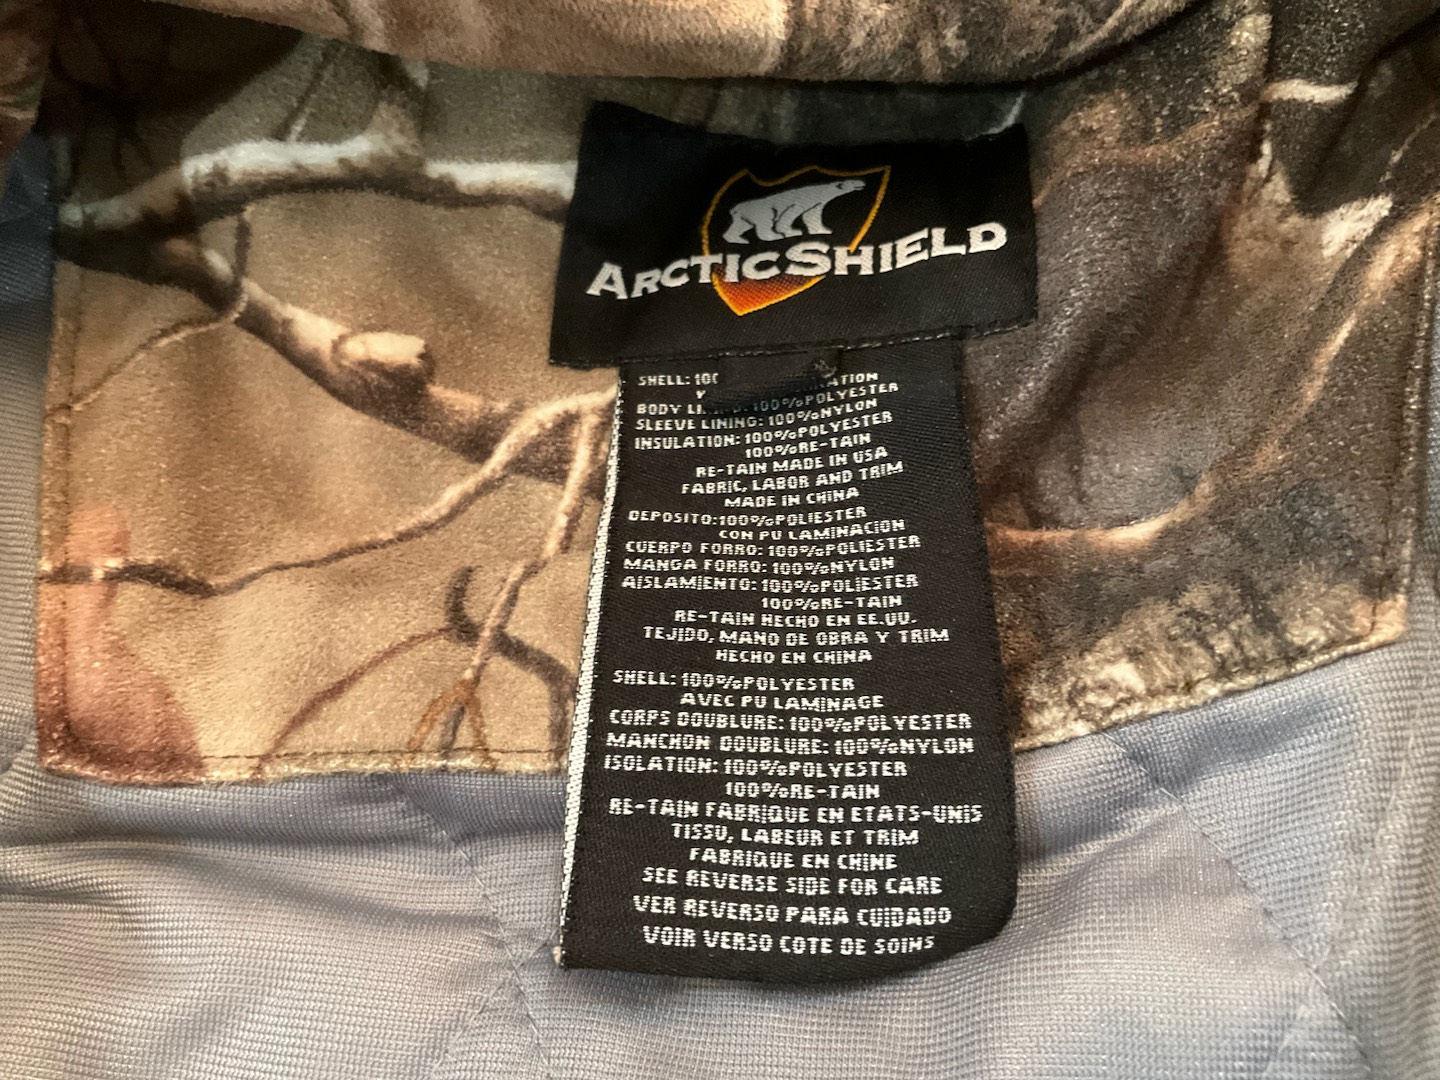 ARCTICSHIELD
SHELL: 100
BODY 100%POLYESTER
SLEEVE LINING: 100%NYLON
INSULATION: 100%POLYESTER
100%RE-TAIN
RE-TAIN MADE IN USA
FABRIC, LABOR AND TRIM
MADE IN CHINA
DEPOSITO:100%POLIESTER
CON PU LAMINACION
CUERPO FORRO: 100%POLIESTER
MANGA FORRO: 100%NYLON
AISLAMIENTO: 100%POLIESTER
100%RE-TAIN
RE-TAIN HECHO EN EE.UU.
TEJIDO, MANO DE OBRA Y TRIM
HECHO EN CHINA
SHELL: 100%POLYESTER
AVEC PU LAMINAGE
CORPS DOUBLURE: 100%POLYESTER
MANCHON DOUBLURE: 100%NYLON
ISOLATION: 100%POLYESTER
100%RE-TAIN
RE-TAIN FABRIQUE EN ETATS-UNIS
TISSU, LABEUR ET TRIM
FABRIQUE EN CHINE
SEE REVERSE SIDE FOR CARE
VER REVERSO PARA CUIDADO
VOIR VERSO COTE DE SOINS